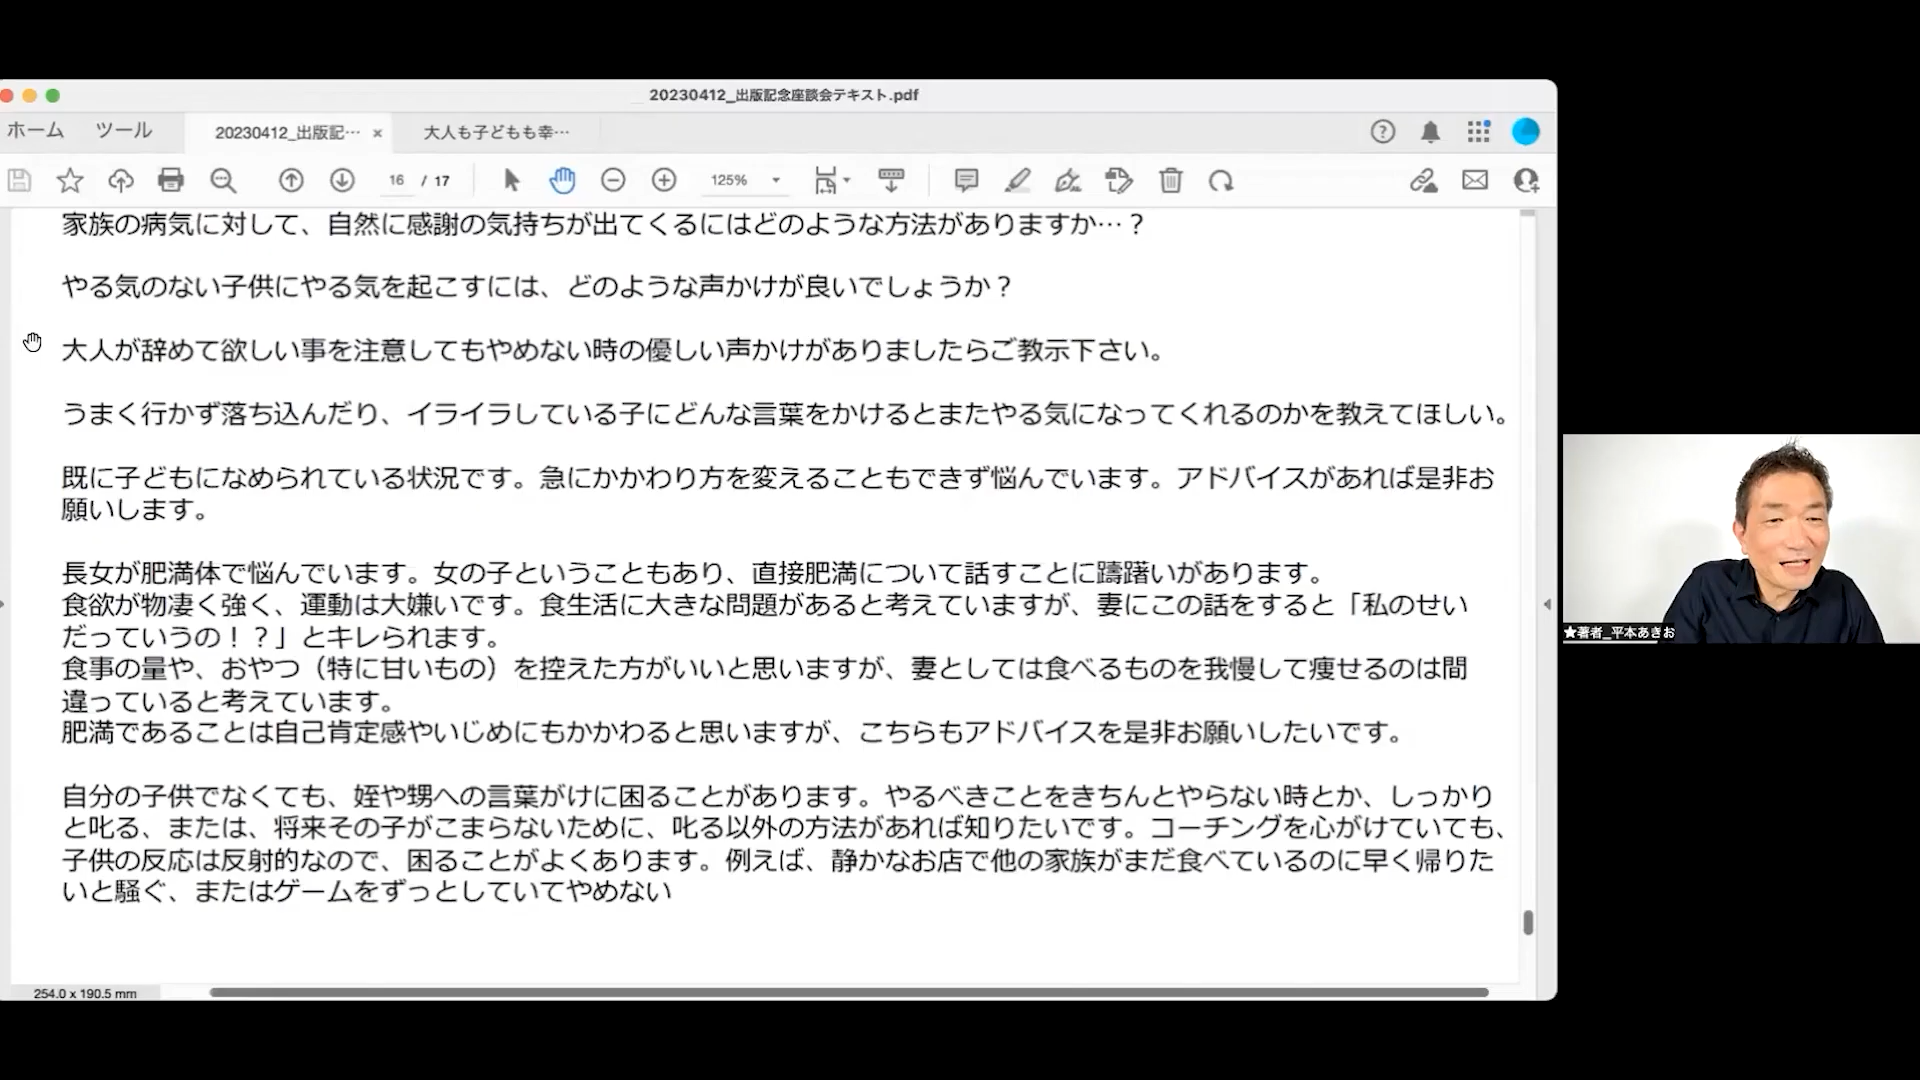 20230412_出版記念座談会テキスト.pdf
ホーム ツール 20230412_出版記… × 大人も子どもも幸…
16 / 17 125%
家族の病気に対して、自然に感謝の気持ちが出てくるにはどのような方法がありますか…？
やる気のない子供にやる気を起こすには、どのような声かけが良いでしょうか？
大人が辞めて欲しい事を注意してもやめない時の優しい声かけがありましたらご教示下さい。
うまく行かず落ち込んだり、イライラしている子にどんな言葉をかけるとまたやる気になってくれるのかを教えてほしい。
既に子どもになめられている状況です。急にかかわり方を変えることもできず悩んでいます。アドバイスがあれば是非お
願いします。
長女が肥満体で悩んでいます。女の子ということもあり、直接肥満について話すことに躊躇いがあります。
食欲が物凄く強く、運動は大嫌いです。食生活に大きな問題があると考えていますが、妻にこの話をすると「私のせい
だっていうの！？」とキレられます。
食事の量や、おやつ（特に甘いもの）を控えた方がいいと思いますが、妻としては食べるものを我慢して痩せるのは間
違っていると考えています。
肥満であることは自己肯定感やいじめにもかかわると思いますが、こちらもアドバイスを是非お願いしたいです。
自分の子供でなくても、姪や甥への言葉がけに困ることがあります。やるべきことをきちんとやらない時とか、しっかり
と叱る、または、将来その子がこまらないために、叱る以外の方法があれば知りたいです。コーチングを心がけていても、
子供の反応は反射的なので、困ることがよくあります。例えば、静かなお店で他の家族がまだ食べているのに早く帰りた
いと騒ぐ、またはゲームをずっとしていてやめない
254.0 x 190.5 mm
★著者_平本あきお